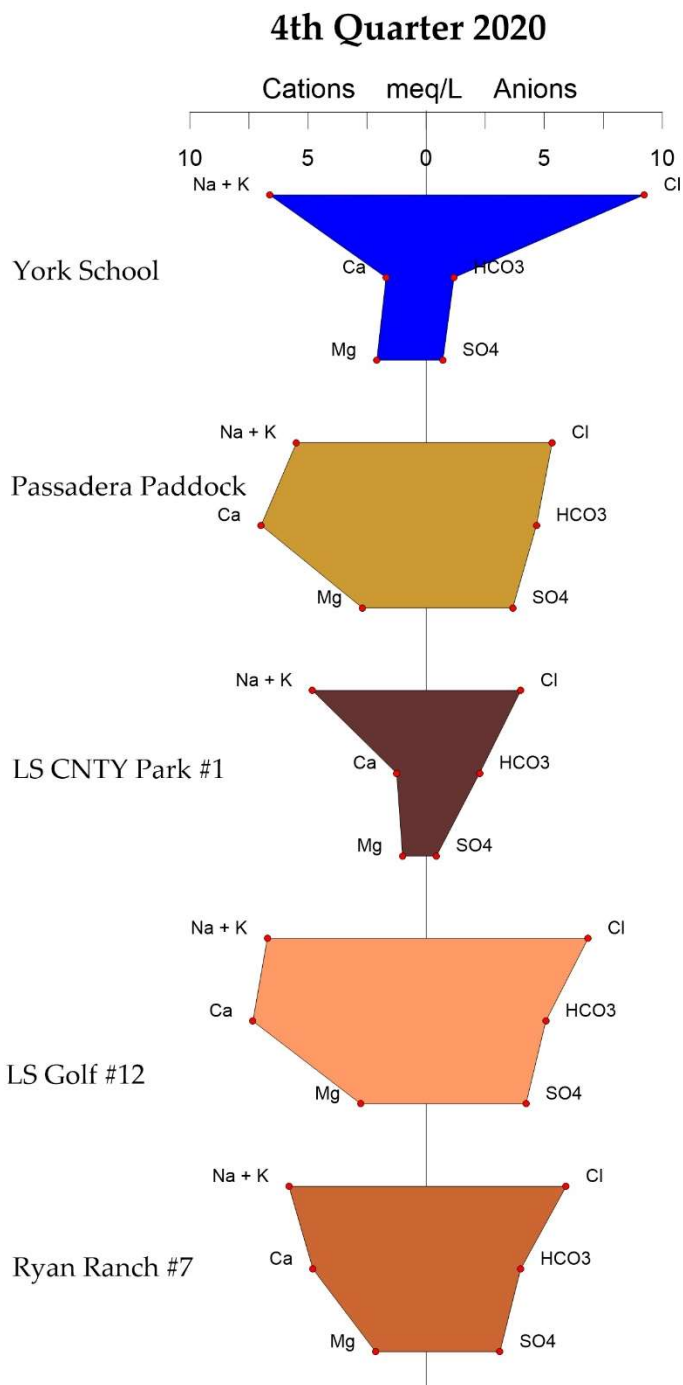 4th Quarter 2020
Cations meq/L Anions
10 5 0 5 10
Na + K Cl
York School
Ca HCO3
Mg SO4
Na + K Cl
Passadera Paddock
Ca HCO3
Mg SO4
Na + K Cl
LS CNTY Park #1
Ca HCO3
Mg SO4
Na + K Cl
Ca HCO3
LS Golf #12
Mg SO4
Na + K Cl
Ryan Ranch #7
Ca HCO3
Mg SO4